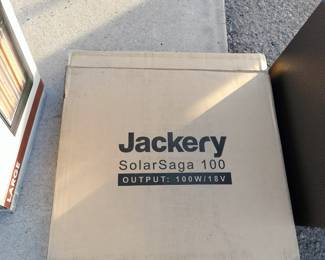 Jackery
SolarSaga 100
OUTPUT: 100W/18V
LARGE